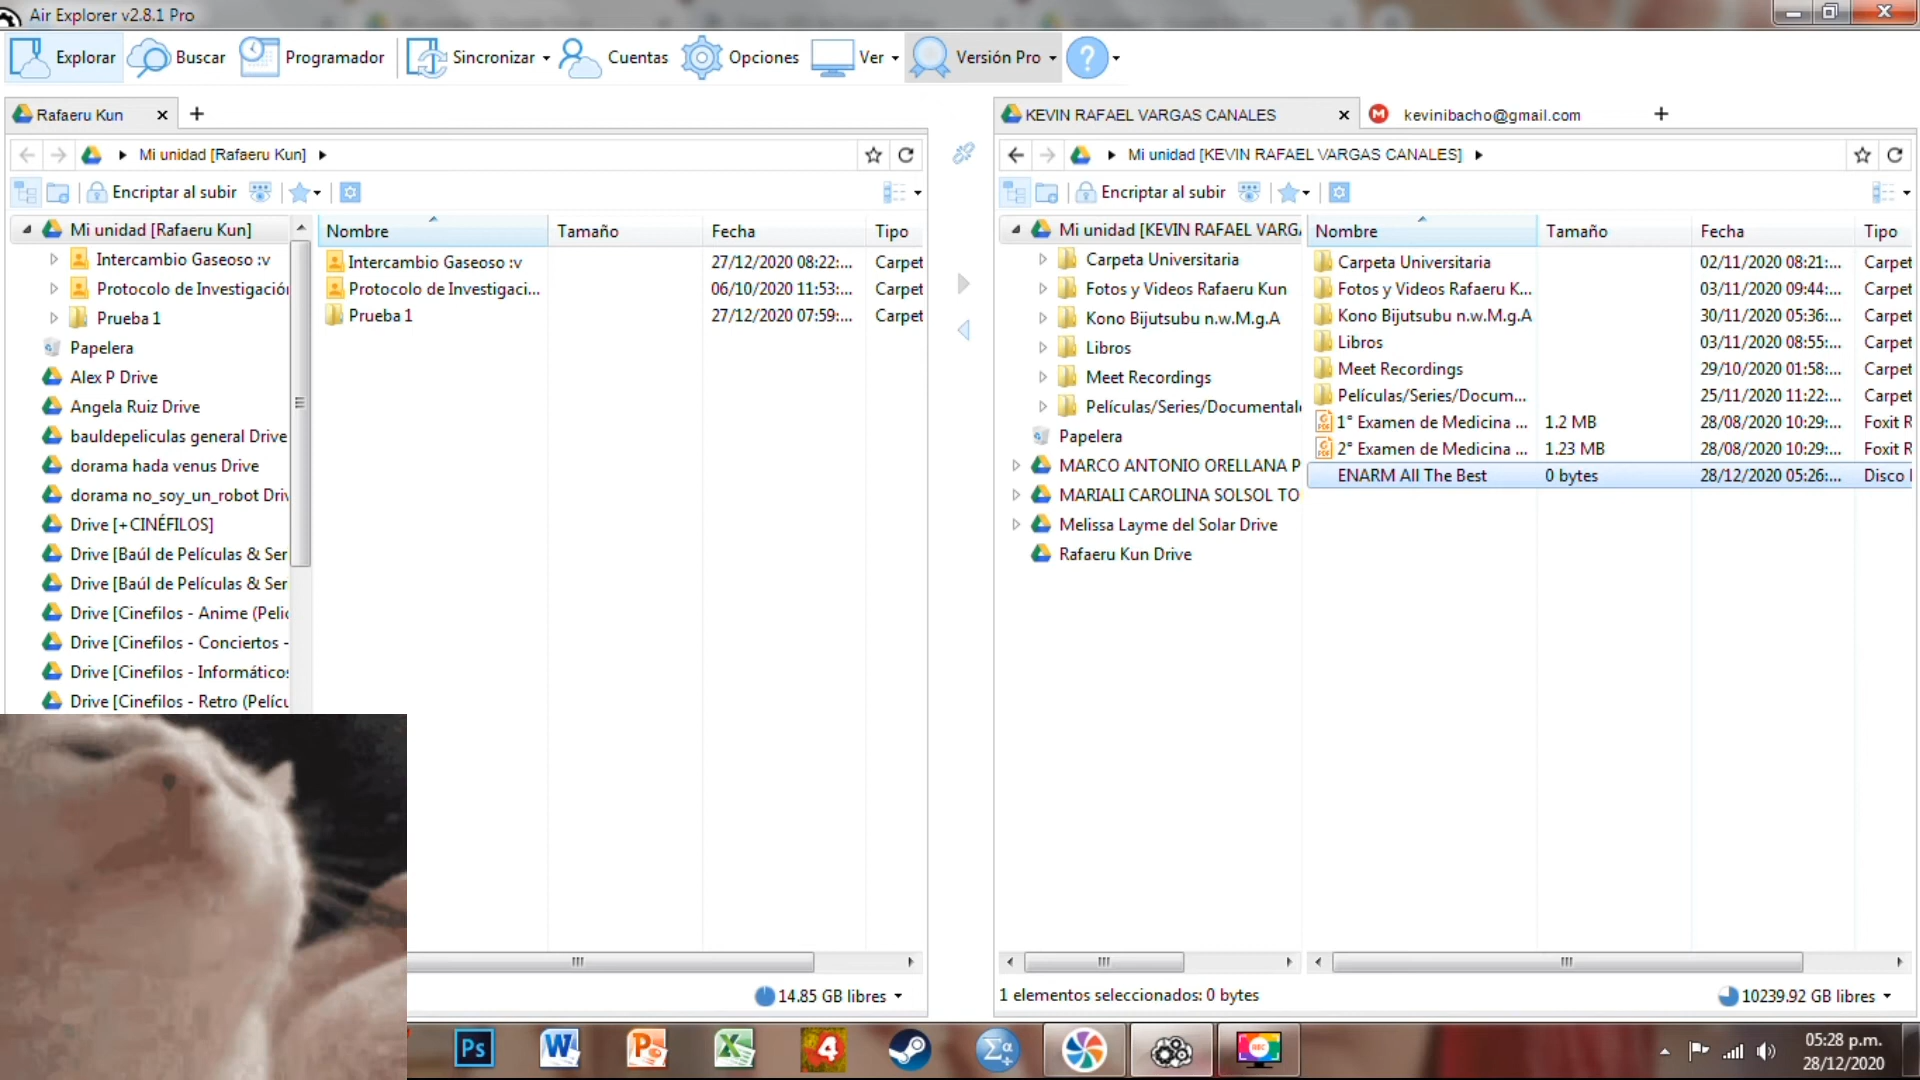 Air Explorer v2.8.1 Pro
Explorar
Buscar
Programador
Sincronizar
Cuentas
Opciones
Ver
Versión Pro
?
Rafaeru Kun
Mi unidad [Rafaeru Kun]
Encriptar al subir
Mi unidad [Rafaeru Kun]
Intercambio Gaseoso :v
Protocolo de Investigación
Prueba 1
Papelera
Alex P Drive
Angela Ruiz Drive
bauldepeliculas general Drive
dorama hada venus Drive
dorama no_soy_un_robot Driv
Drive [+CINÉFILOS]
Drive [Baúl de Películas & Ser
Drive [Baúl de Películas & Ser
Drive [Cinefilos - Anime (Pelic
Drive [Cinefilos - Conciertos -
Drive [Cinefilos - Informáticos
Drive [Cinefilos - Retro (Pelícu
Nombre Tamaño Fecha Tipo
Intercambio Gaseoso :v 27/12/2020 08:22:... Carpet
Protocolo de Investigaci... 06/10/2020 11:53:... Carpet
Prueba 1 27/12/2020 07:59:... Carpet
14.85 GB libres
KEVIN RAFAEL VARGAS CANALES
M kevinibacho@gmail.com
Mi unidad [KEVIN RAFAEL VARGAS CANALES]
Encriptar al subir
Mi unidad [KEVIN RAFAEL VARGA
Carpeta Universitaria
Fotos y Videos Rafaeru Kun
Kono Bijutsubu n.w.M.g.A
Libros
Meet Recordings
Películas/Series/Documentale
Papelera
MARCO ANTONIO ORELLANA P
MARIALI CAROLINA SOLSOL TO
Melissa Layme del Solar Drive
Rafaeru Kun Drive
Nombre Tamaño Fecha Tipo
Carpeta Universitaria 02/11/2020 08:21:... Carpet
Fotos y Videos Rafaeru K... 03/11/2020 09:44:... Carpet
Kono Bijutsubu n.w.M.g.A 30/11/2020 05:36:... Carpet
Libros 03/11/2020 08:55:... Carpet
Meet Recordings 29/10/2020 01:58:... Carpet
Películas/Series/Docum... 25/11/2020 11:22:... Carpet
1° Examen de Medicina ... 1.2 MB 28/08/2020 10:29:... Foxit R
2° Examen de Medicina ... 1.23 MB 28/08/2020 10:29:... Foxit R
ENARM All The Best 0 bytes 28/12/2020 05:26:... Disco
1 elementos seleccionados: 0 bytes
10239.92 GB libres
Ps
05:28 p.m.
28/12/2020